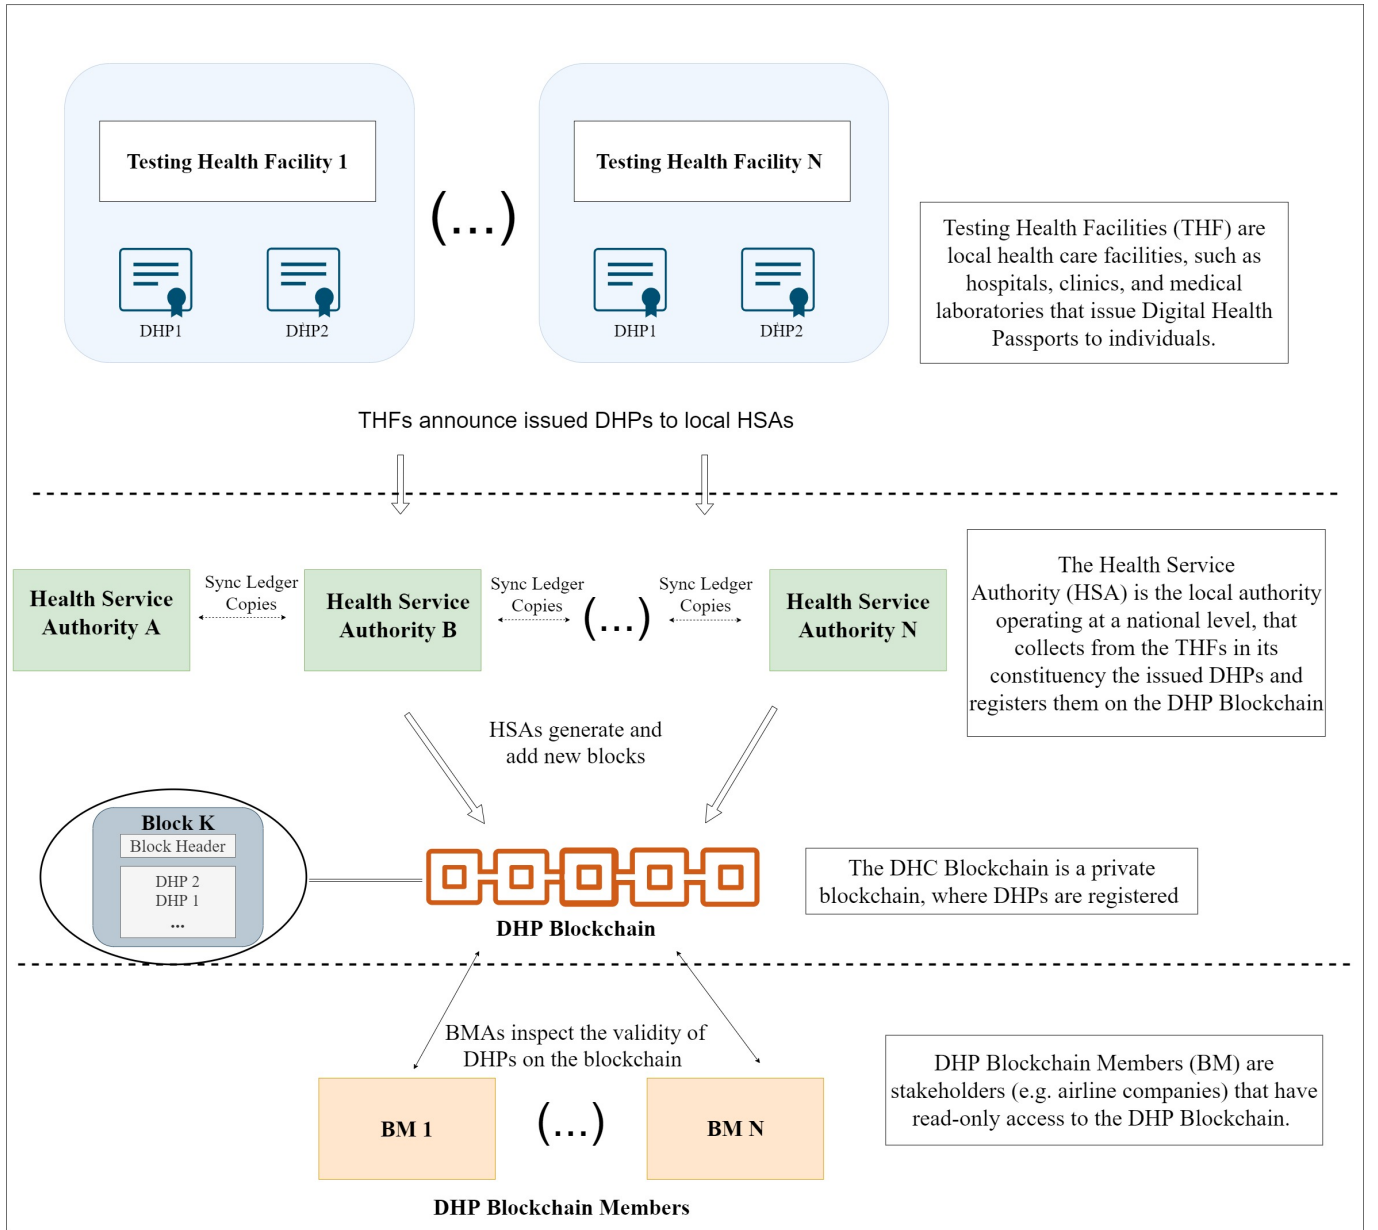 Testing Health Facility 1
Testing Health Facility N
(...)
DHP1
DHP2
DHP1
DHP2
Testing Health Facilities (THF) are
local health care facilities, such as
hospitals, clinics, and medical
laboratories that issue Digital Health
Passports to individuals.
THFs announce issued DHPs to local HSAs
Health Service
Authority A
Sync Ledger
Copies
Health Service
Authority B
Sync Ledger
Copies
(...)
Sync Ledger
Copies
Health Service
Authority N
The Health Service
Authority (HSA) is the local authority
operating at a national level, that
collects from the THFs in its
constituency the issued DHPs and
registers them on the DHP Blockchain
HSAs generate and
add new blocks
Block K
Block Header
DHP 2
DHP 1
...
DHP Blockchain
The DHC Blockchain is a private
blockchain, where DHPs are registered
BMAs inspect the validity of
DHPs on the blockchain
BM 1
(...)
BM N
DHP Blockchain Members
DHP Blockchain Members (BM) are
stakeholders (e.g. airline companies) that have
read-only access to the DHP Blockchain.